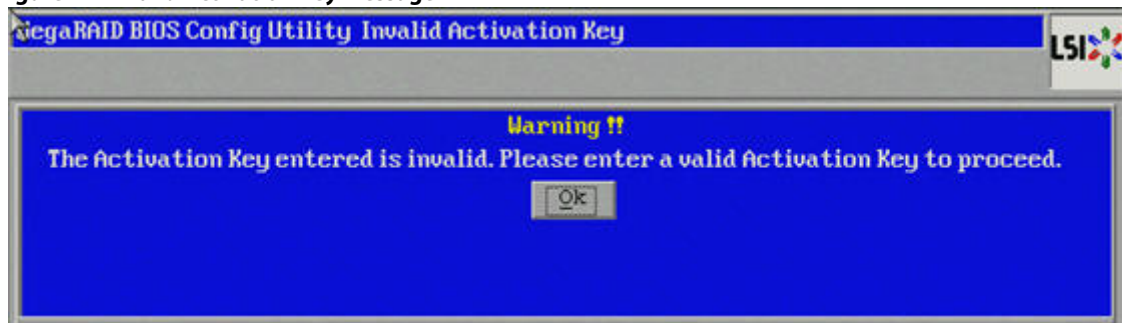 MegaRAID BIOS Config Utility Invalid Activation Key
LSI
Warning !!
The Activation Key entered is invalid. Please enter a valid Activation Key to proceed.
Ok